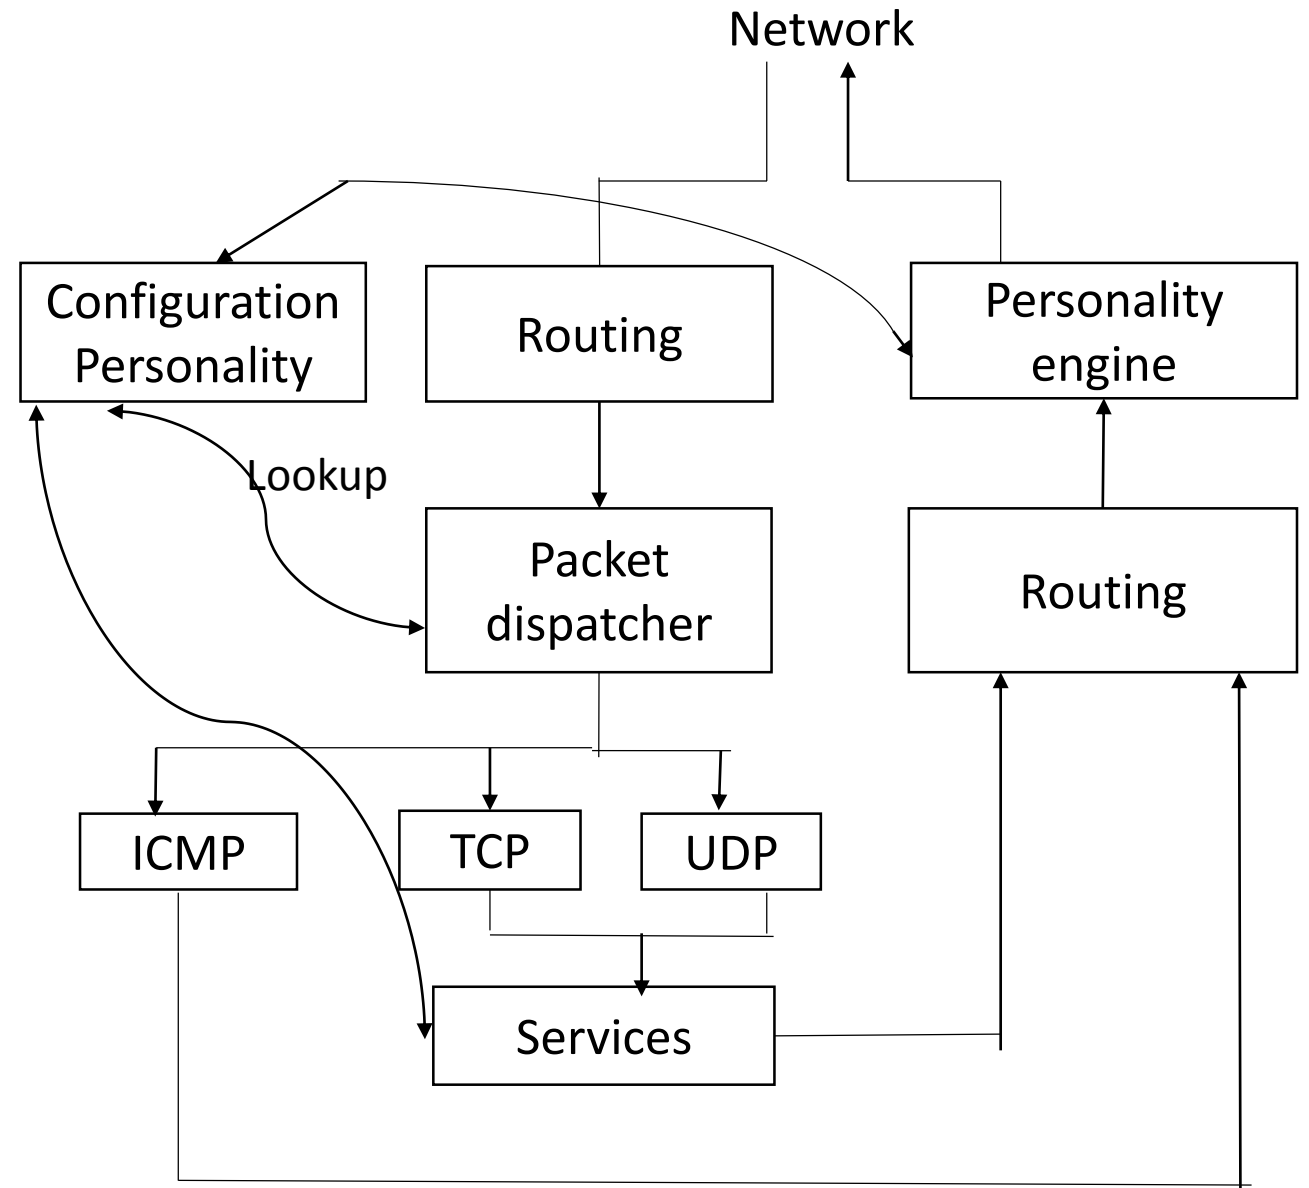 Network
Configuration
Personality
Routing
Personality
engine
Lookup
Packet
dispatcher
Routing
ICMP
TCP
UDP
Services